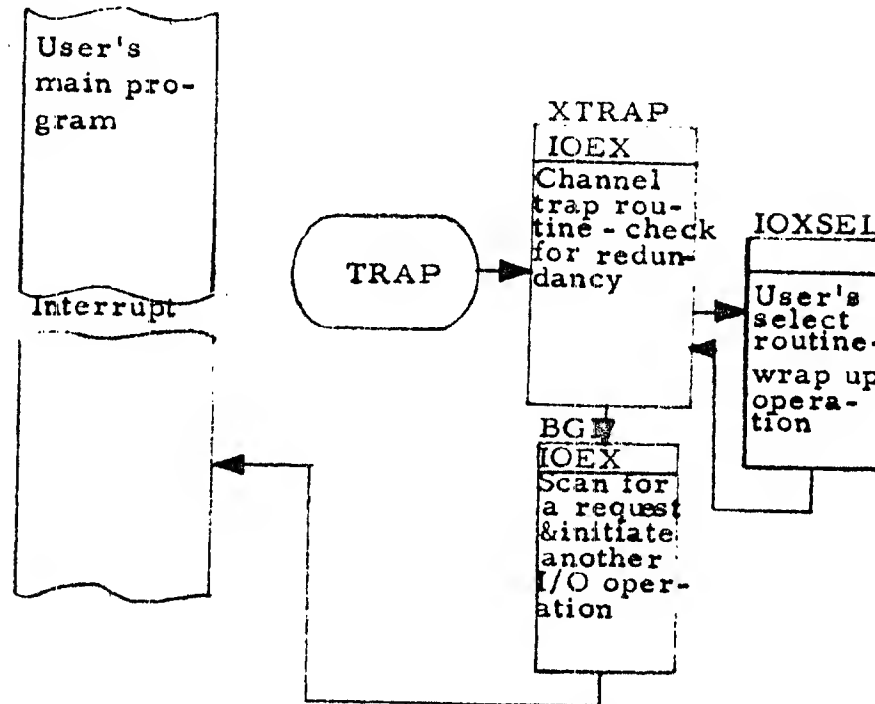 User's
main pro-
gram
Interrupt
TRAP
XTRAP
IOEX
Channel
trap rou-
tine - check
for redun-
dancy
IOXSEL
User's
select
routine-
wrap up
opera-
tion
IOEX
Scan for
a request
&initiate
another
I/O oper-
ation